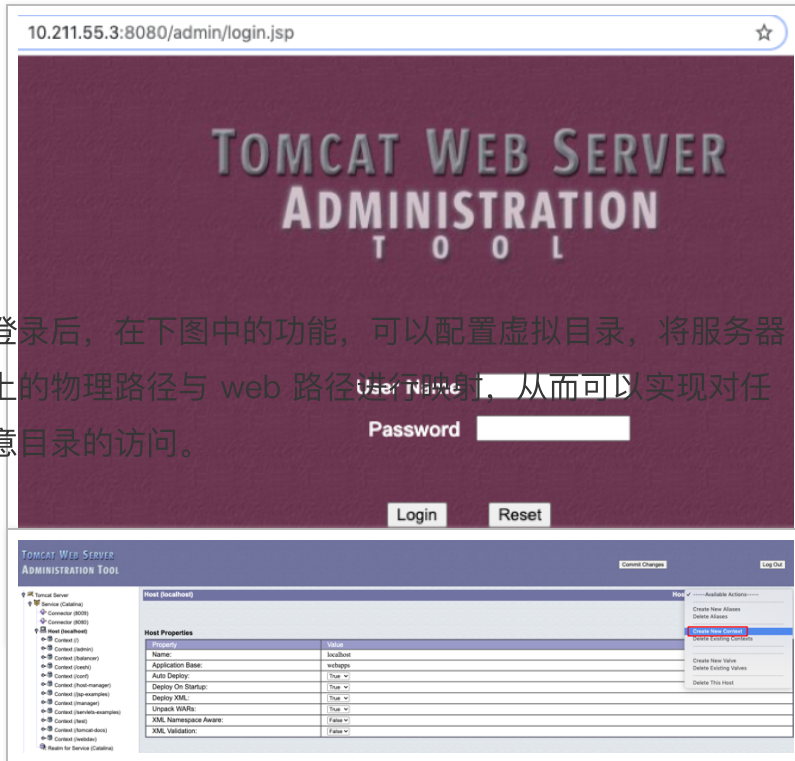 10.211.55.3:8080/admin/login.jsp
TOMCAT WEB SERVER
ADMINISTRATION
TOOL
登录后，在下图中的功能，可以配置虚拟目录，将服务器
上的物理路径与 web 路径进行映射，从而可以实现对任
意目录的访问。
User Name
Password
Login Reset
TOMCAT WEB SERVER
ADMINISTRATION TOOL
Commit Changes Log Out
Tomcat Server
Service (Catalina)
Connector (8009)
Connector (8080)
Host (localhost)
Context (/)
Context (/admin)
Context (/balancer)
Context (/ceshi)
Context (/conf)
Context (/host-manager)
Context (/jsp-examples)
Context (/manager)
Context (/servlets-examples)
Context (/test)
Context (/tomcat-docs)
Context (/webdav)
Realm for Service (Catalina)
Host (localhost)
Host Properties
Property Value
Name: localhost
Application Base: webapps
Auto Deploy: True
Deploy On Startup: True
Deploy XML: True
Unpack WARs: True
XML Namespace Aware: False
XML Validation: False
Hos
-----Available Actions-----
Create New Aliases
Delete Aliases
Create New Context
Delete Existing Contexts
Create New Valve
Delete Existing Valves
Delete This Host